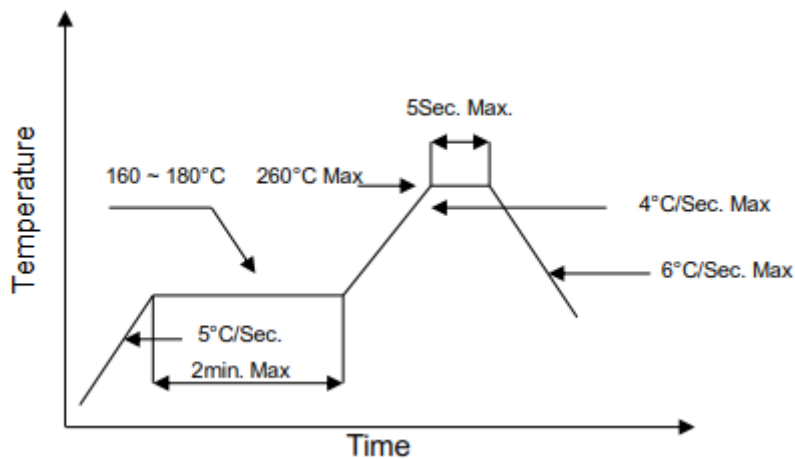 5Sec. Max.
160 ~ 180°C
260°C Max
4°C/Sec. Max
6°C/Sec. Max
5°C/Sec.
2min. Max
Temperature
Time